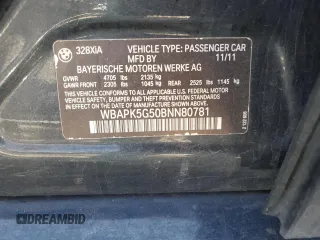 328XiA VEHICLE TYPE: PASSENGER CAR
MFD BY 11/11
BAYERISCHE MOTOREN WERKE AG
GVWR 4705 lbs 2135 kg
GAWR FRONT 2305 lbs 1045 kg REAR 2525 lbs 1145 kg
THIS VEHICLE CONFORMS TO ALL APPLICABLE
U.S. FEDERAL MOTOR VEHICLE SAFETY, BUMPER
AND THEFT PREVENTION STANDARDS IN EFFECT
ON THE DATE OF MANUFACTURE SHOWN ABOVE.
WBAPK5G50BNN80781
DREAMBID